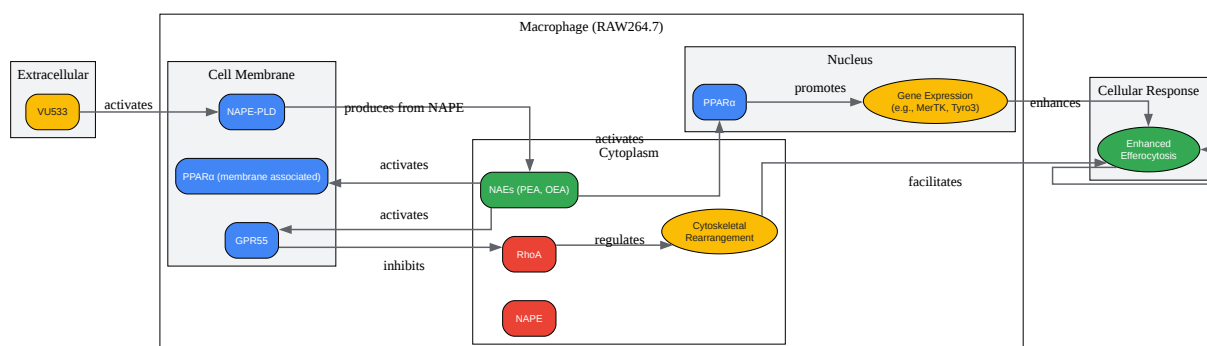 Macrophage (RAW264.7)
Extracellular
VU533
activates
Cell Membrane
NAPE-PLD
produces from NAPE
PPARα (membrane associated)
activates
GPR55
activates
inhibits
Cytoplasm
NAEs (PEA, OEA)
activates
RhoA
regulates
Cytoskeletal
Rearrangement
NAPE
Nucleus
PPARα
promotes
Gene Expression
(e.g., MerTK, Tyro3)
enhances
facilitates
Cellular Response
Enhanced
Efferocytosis